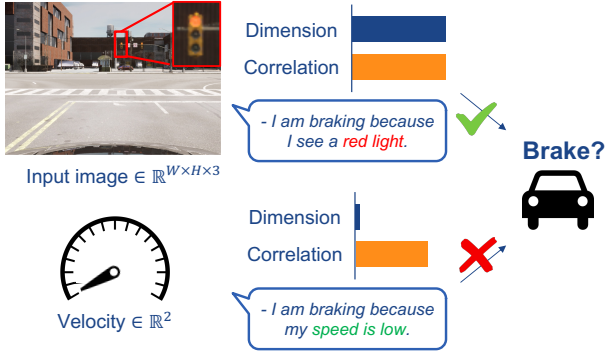 Dimension
Correlation
- I am braking because
I see a red light.
Input image ∈ ℝ^{W×H×3}
Brake?
Dimension
Correlation
- I am braking because
my speed is low.
Velocity ∈ ℝ^2